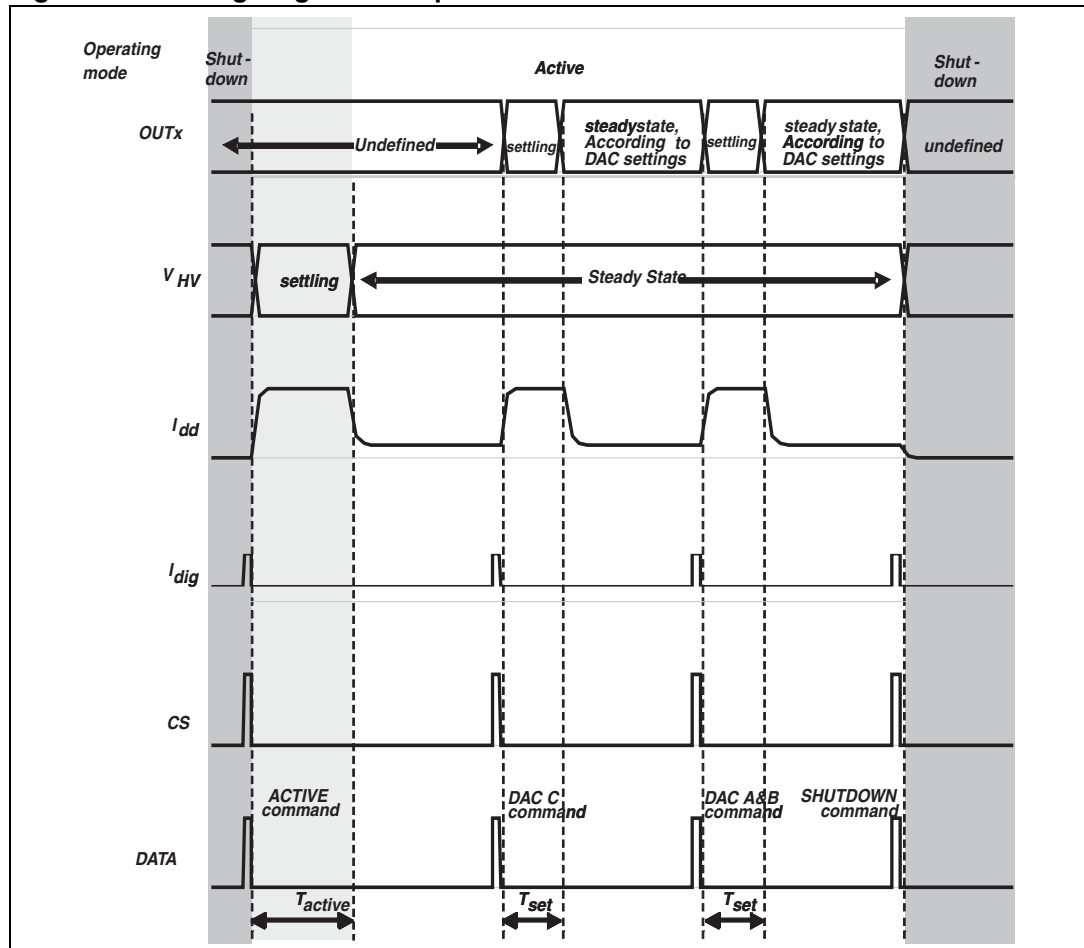 Operating
mode
Shut -
down
Active
Shut -
down
OUTx
Undefined
settling
steadystate,
According to
DAC settings
settling
steady state,
According to
DAC settings
undefined
V HV
settling
Steady State
I dd
I dig
CS
ACTIVE
command
DAC C
command
DAC A&B
command
SHUTDOWN
command
DATA
T active
T set
T set